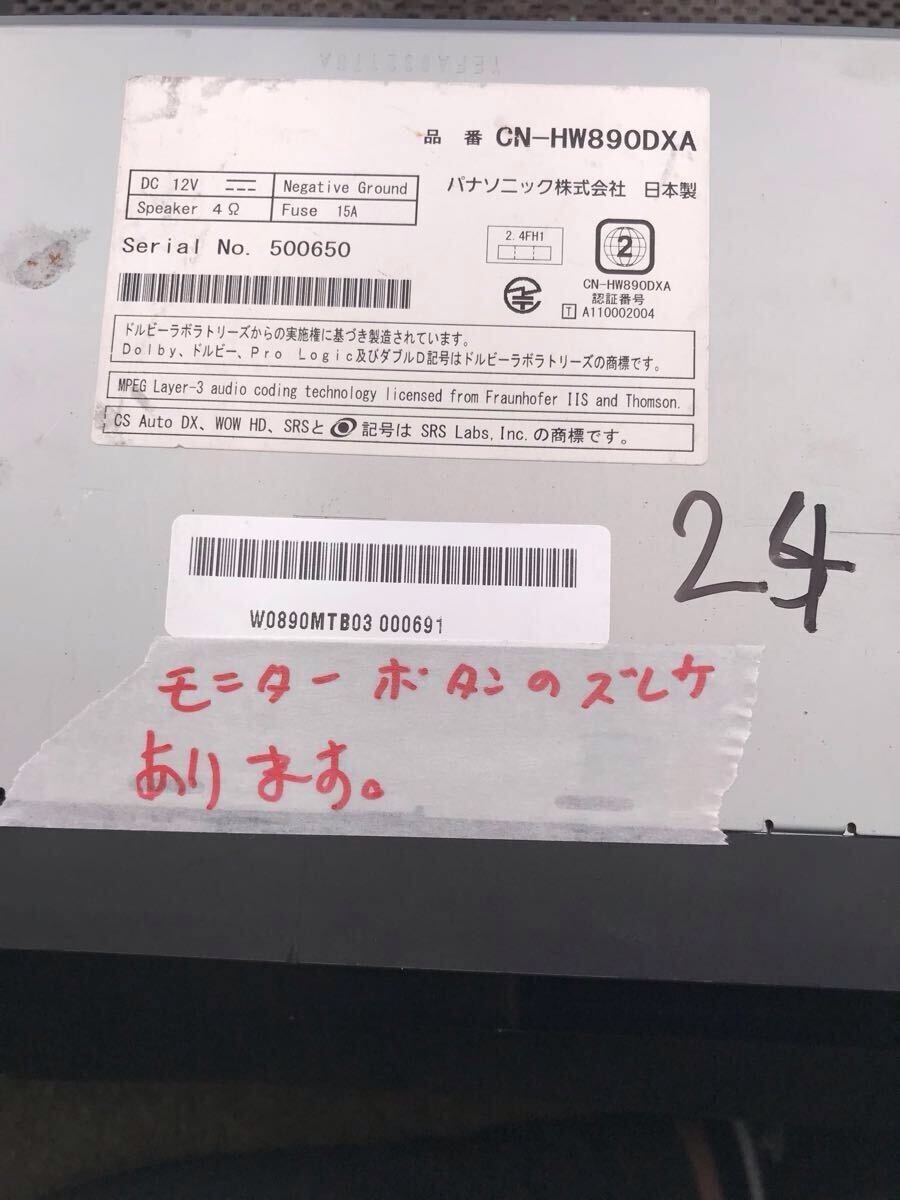 品 番 CN-HW890DXA
DC 12V
Negative Ground
パナソニック株式会社 日本製
Speaker 4Ω
Fuse 15A
Serial No. 500650
2.4FH1
2
CN-HW890DXA
認証番号
T A110002004
ドルビーラボラトリーズからの実施権に基づき製造されています。
Dolby、ドルビー、Pro Logic及びダブルD記号はドルビーラボラトリーズの商標です。
MPEG Layer-3 audio coding technology licensed from Fraunhofer IIS and Thomson.
CS Auto DX、WOW HD、SRSと 記号は SRS Labs, Inc. の商標です。
W0890MTB03 000691
モニター ボタンの ズレケ
あります。